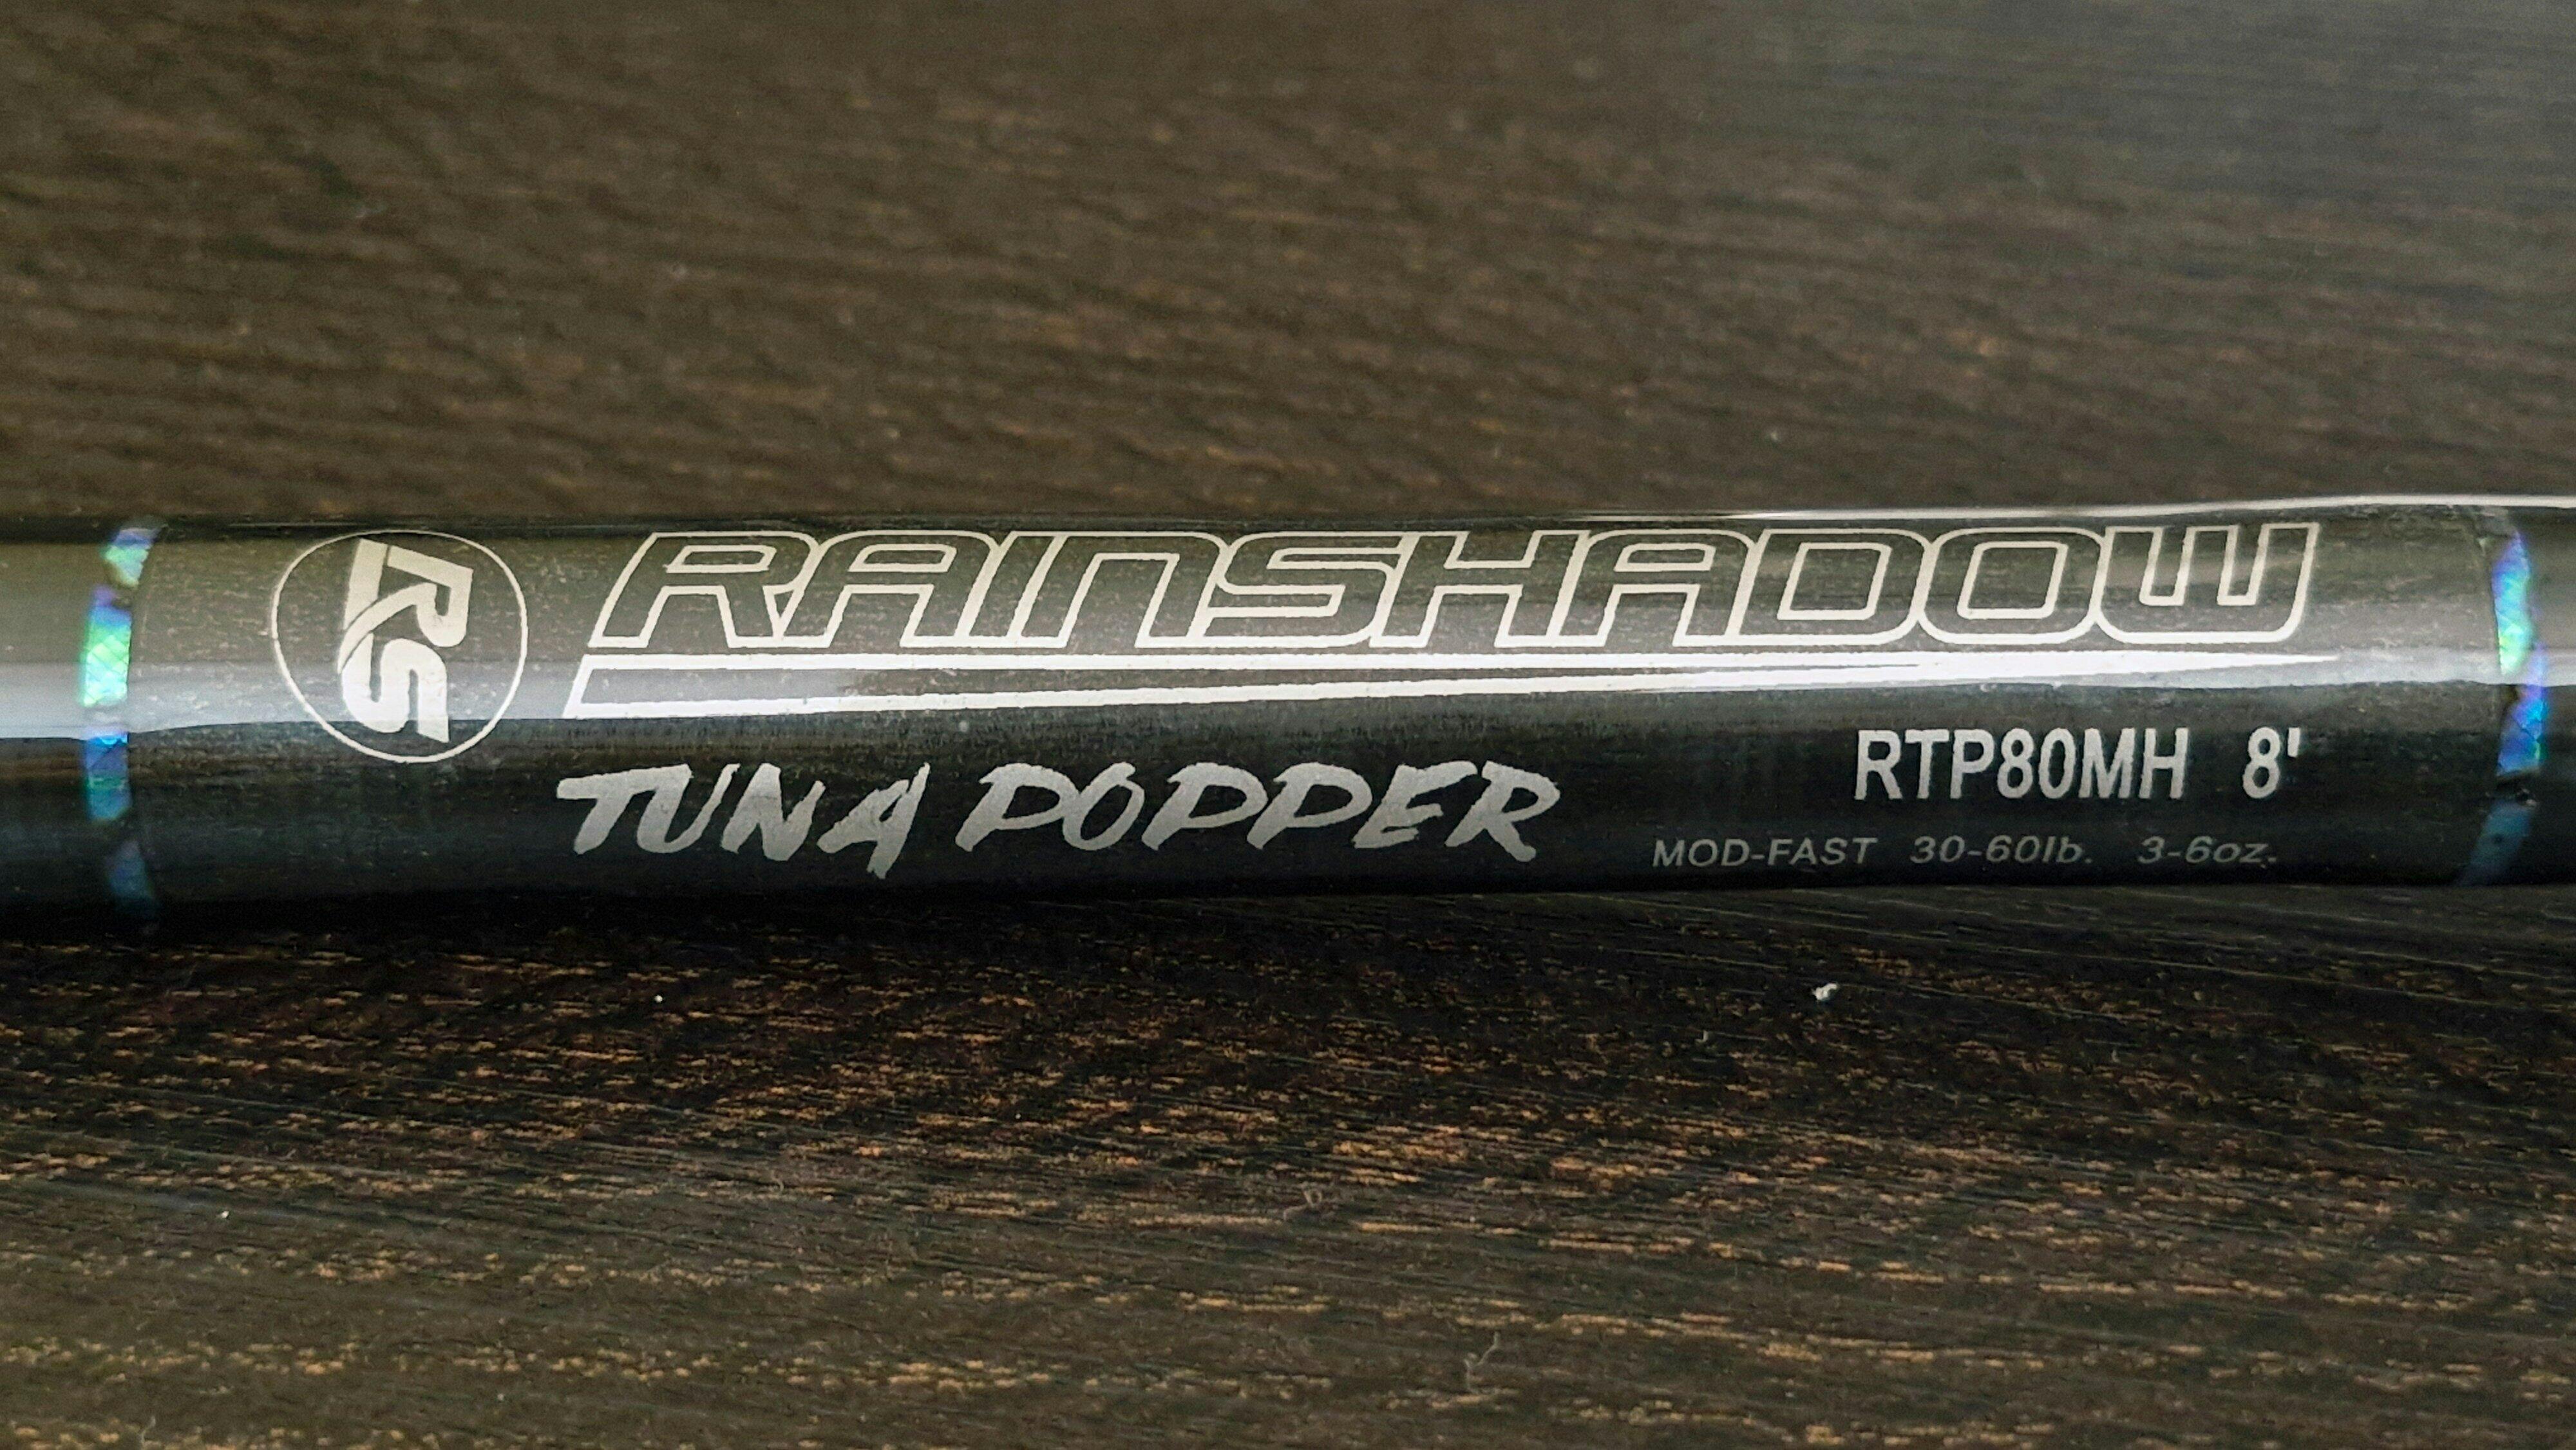 RS
RAINSHADOW
TUNA POPPER
RTP80MH 8'
MOD-FAST 30-60lb. 3-6oz.